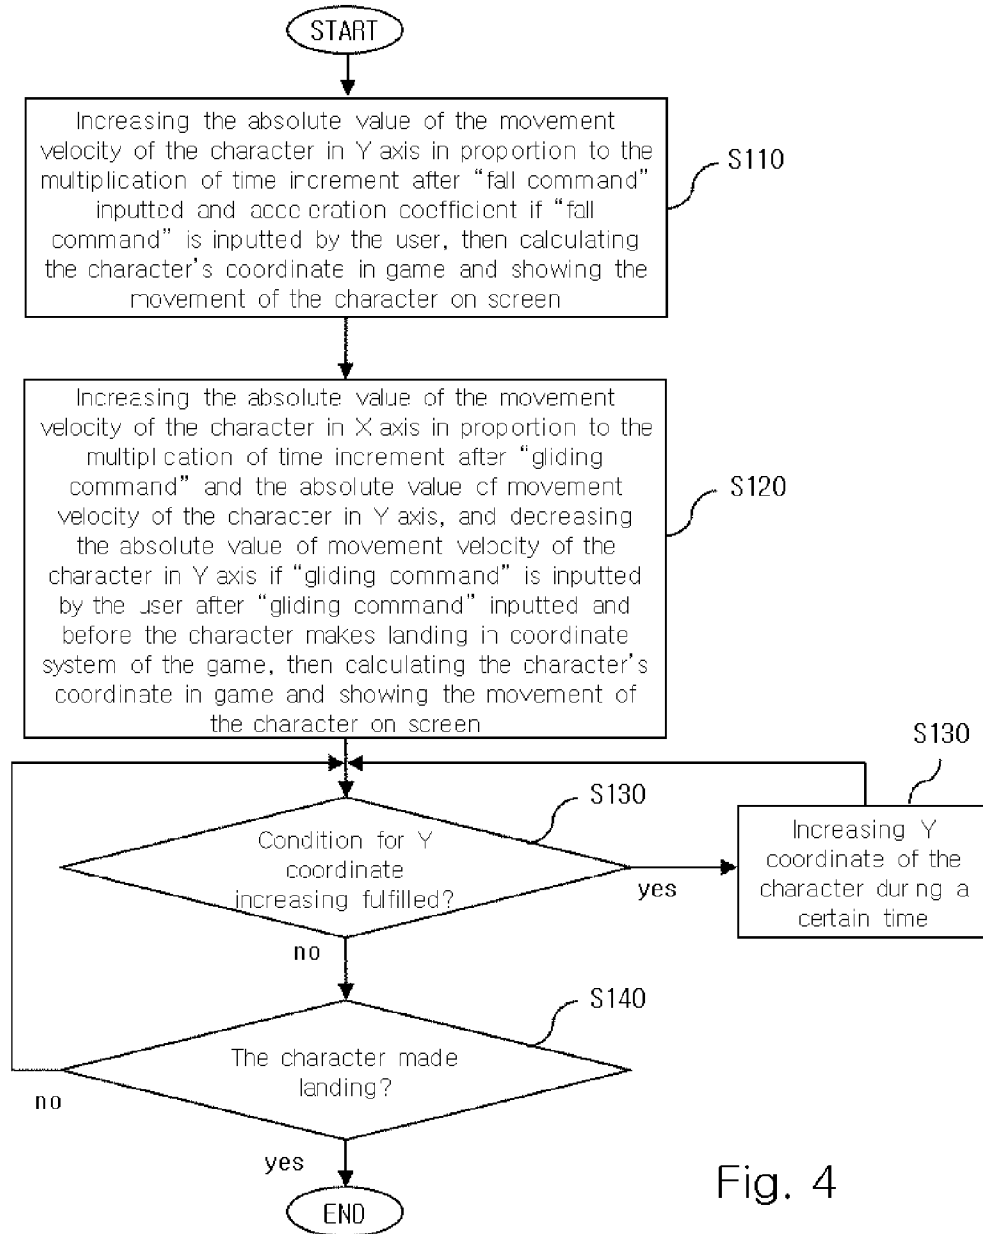 START
Increasing the absolute value of the movement
velocity of the character in Y axis in proportion to the
multiplication of time increment after “fall command”
inputted and acceleration coefficient if “fall
command” is inputted by the user, then calculating
the character's coordinate in game and showing the
movement of the character on screen
S110
Increasing the absolute value of the movement
velocity of the character in X axis in proportion to the
multiplication of time increment after “gliding
command” and the absolute value of movement
velocity of the character in Y axis, and decreasing
the absolute value of movement velocity of the
character in Y axis if “gliding command” is inputted
by the user after “gliding command” inputted and
before the character makes landing in coordinate
system of the game, then calculating the character's
coordinate in game and showing the movement of
the character on screen
S120
S130
Condition for Y
coordinate
increasing fulfilled?
yes
no
S130
Increasing Y
coordinate of the
character during a
certain time
S140
The character made
landing?
no
yes
END
Fig. 4